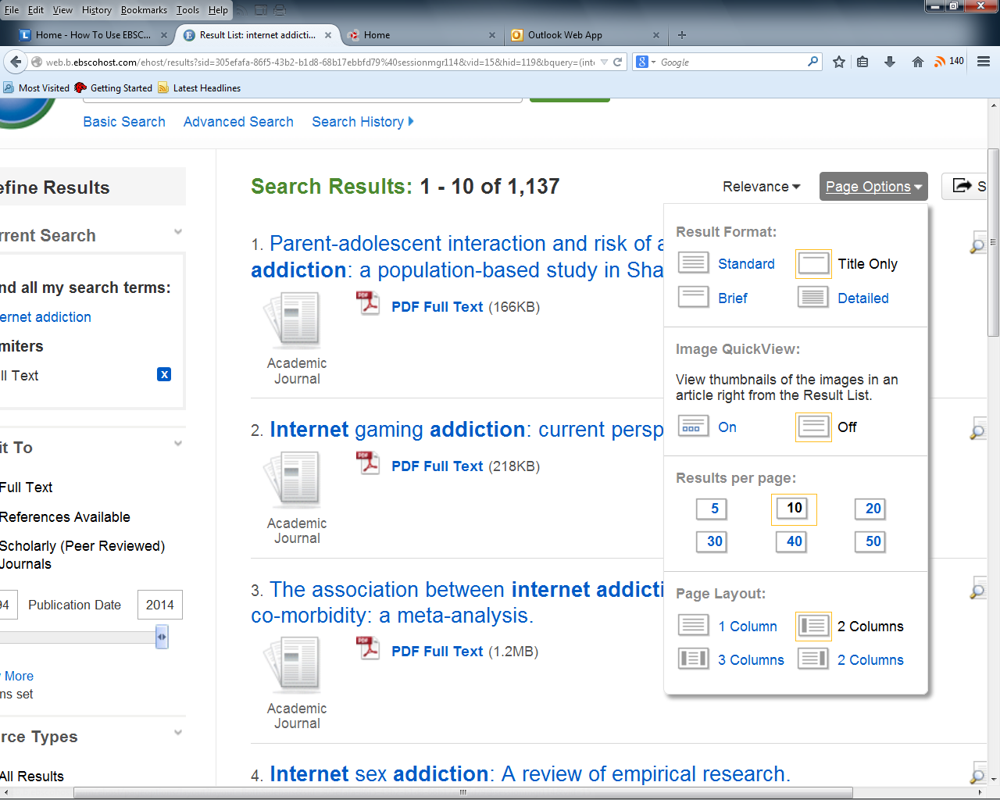 File Edit View History Bookmarks Tools Help
Home - How To Use EBSC...
Result List: internet addicti...
Home
Outlook Web App
web.b.ebscohost.com/ehost/results?sid=305efafa-86f5-43b2-b1d8-68b17ebbfd79%40sessionmgr114&vid=15&hid=119&bquery=(inte
Google
140
Most Visited Getting Started Latest Headlines
Basic Search Advanced Search Search History
efine Results
rrent Search
nd all my search terms:
ernet addiction
miters
ll Text
x
it To
Full Text
References Available
Scholarly (Peer Reviewed)
Journals
94 Publication Date 2014
More
ns set
rce Types
All Results
Search Results: 1 - 10 of 1,137
Relevance
Page Options
S
1. Parent-adolescent interaction and risk of a
addiction: a population-based study in Sha
PDF Full Text (166KB)
Academic
Journal
2. Internet gaming addiction: current persp
PDF Full Text (218KB)
Academic
Journal
3. The association between internet addicti
co-morbidity: a meta-analysis.
PDF Full Text (1.2MB)
Academic
Journal
4. Internet sex addiction: A review of empirical research.
Result Format:
Standard Title Only
Brief Detailed
Image QuickView:
View thumbnails of the images in an
article right from the Result List.
On Off
Results per page:
5 10 20
30 40 50
Page Layout:
1 Column 2 Columns
3 Columns 2 Columns